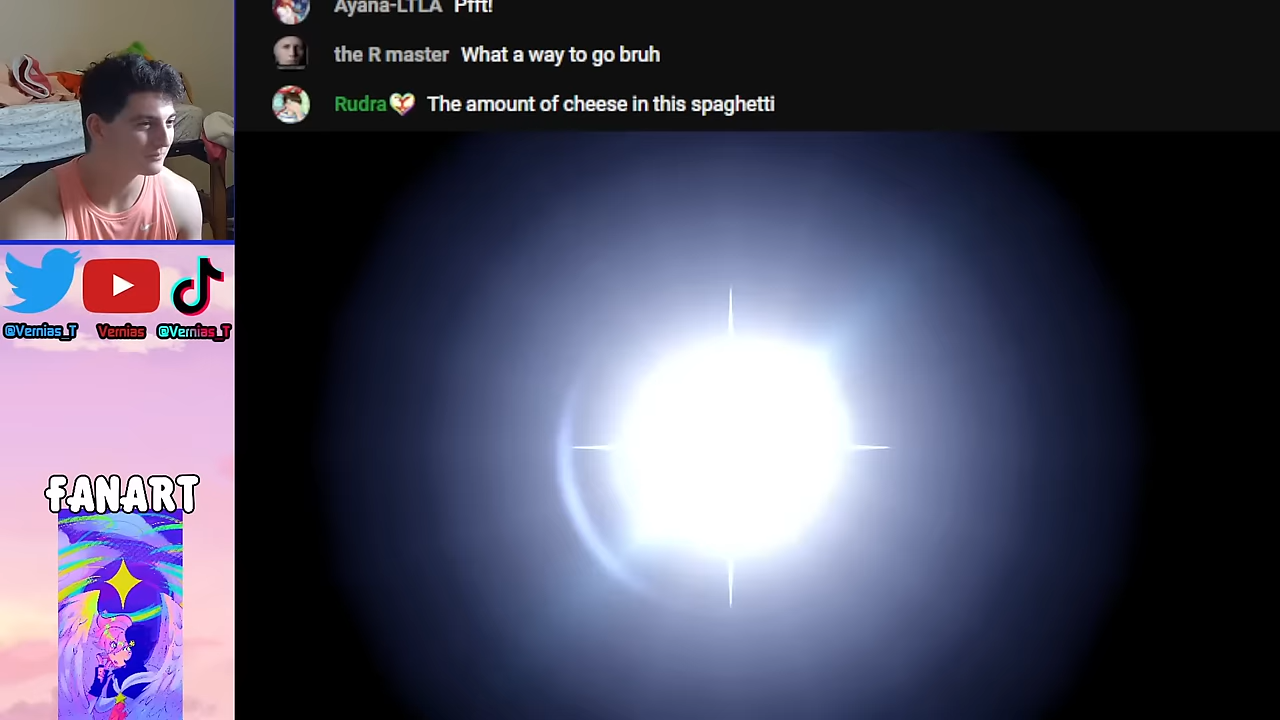 Ayana-LTLA Pfft!
the R master What a way to go bruh
Rudra The amount of cheese in this spaghetti
@Vernias_T Vernias @Vernias_T
FANART